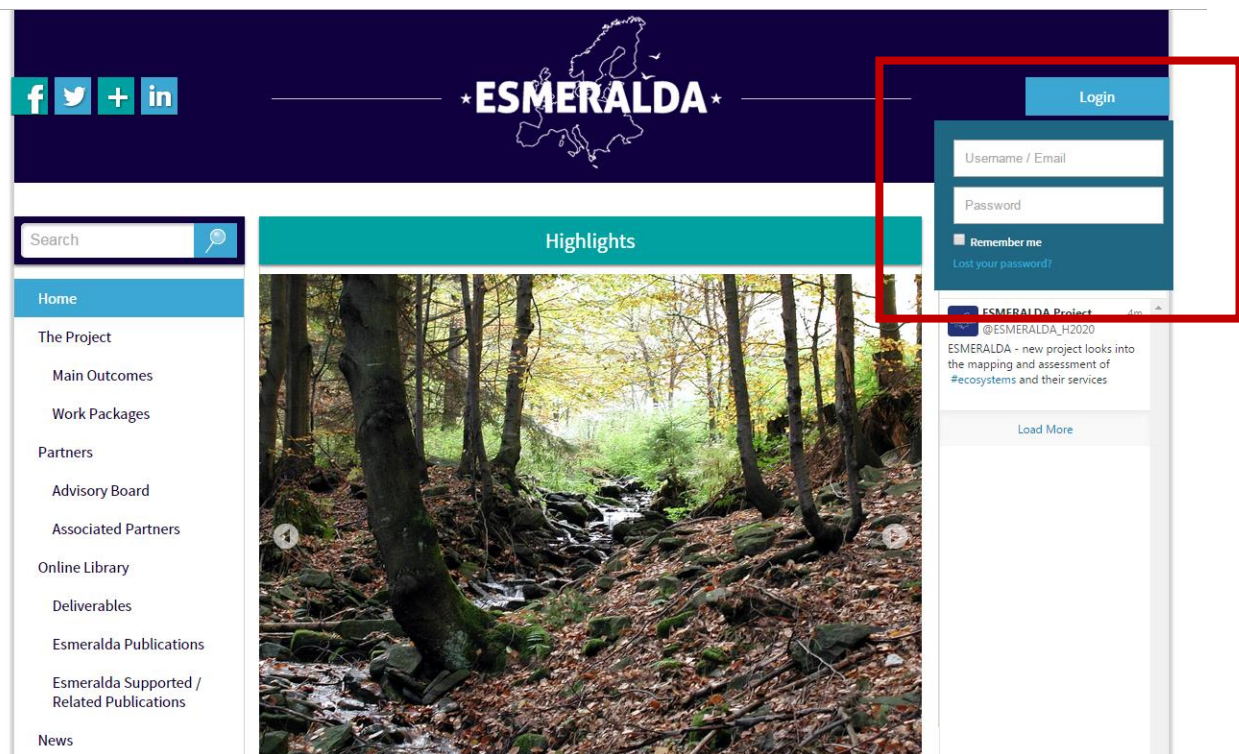 f + in
★ESMERALDA★
Login
Username / Email
Password
Remember me
Lost your password?
Search
Home
The Project
Main Outcomes
Work Packages
Partners
Advisory Board
Associated Partners
Online Library
Deliverables
Esmeralda Publications
Esmeralda Supported /
Related Publications
News
Highlights
ESMERALDA Project 4m
@ESMERALDA_H2020
ESMERALDA - new project looks into
the mapping and assessment of
#ecosystems and their services
Load More